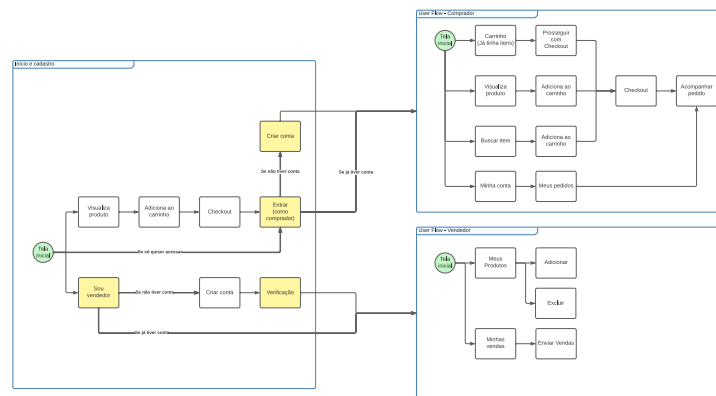 User Flow - Comprador
Tela
inicial
Carrinho
(Já tinha itens)
Prosseguir
com
Checkout
Visualiza
produto
Adiciona ao
carrinho
Checkout
Acompanhar
pedido
Buscar item
Adiciona ao
carrinho
Minha conta
Meus pedidos
Início e cadastro
Criar conta
Se não tiver conta
Se já tiver conta
Visualiza
produto
Adiciona ao
carrinho
Checkout
Entrar
(como
comprador)
Tela
inicial
Se só quiser acessar
Sou
vendedor
Se não tiver conta
Criar conta
Verificação
Se já tiver conta
User Flow - Vendedor
Tela
inicial
Meus
Produtos
Adicionar
Excluir
Minhas
vendas
Enviar Vendas